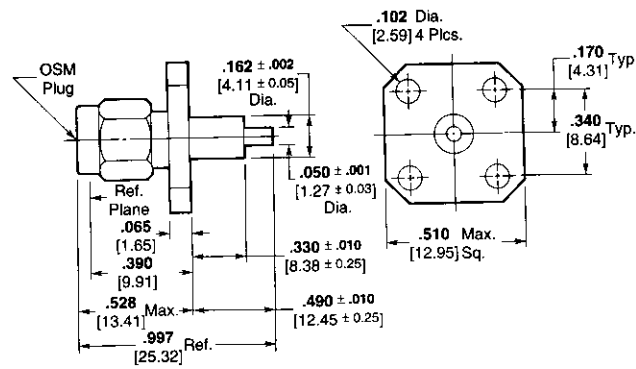 OSM
Plug
.162 ± .002
[4.11 ± 0.05]
Dia.
.102 Dia.
[2.59] 4 Plcs.
.170 Typ
[4.31]
.340 Typ.
[8.64]
.050 ± .001
[1.27 ± 0.03]
Dia.
Ref.
Plane
.065
[1.65]
.330 ± .010
[8.38 ± 0.25]
.510 Max.
[12.95] Sq.
.390
[9.91]
.528 Max.
[13.41]
.490 ± .010
[12.45 ± 0.25]
.997 Ref.
[25.32]